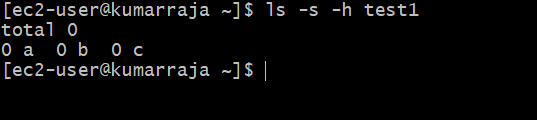 [ec2-user@kumarraja ~]$ ls -s -h test1
total 0
0 a  0 b  0 c
[ec2-user@kumarraja ~]$